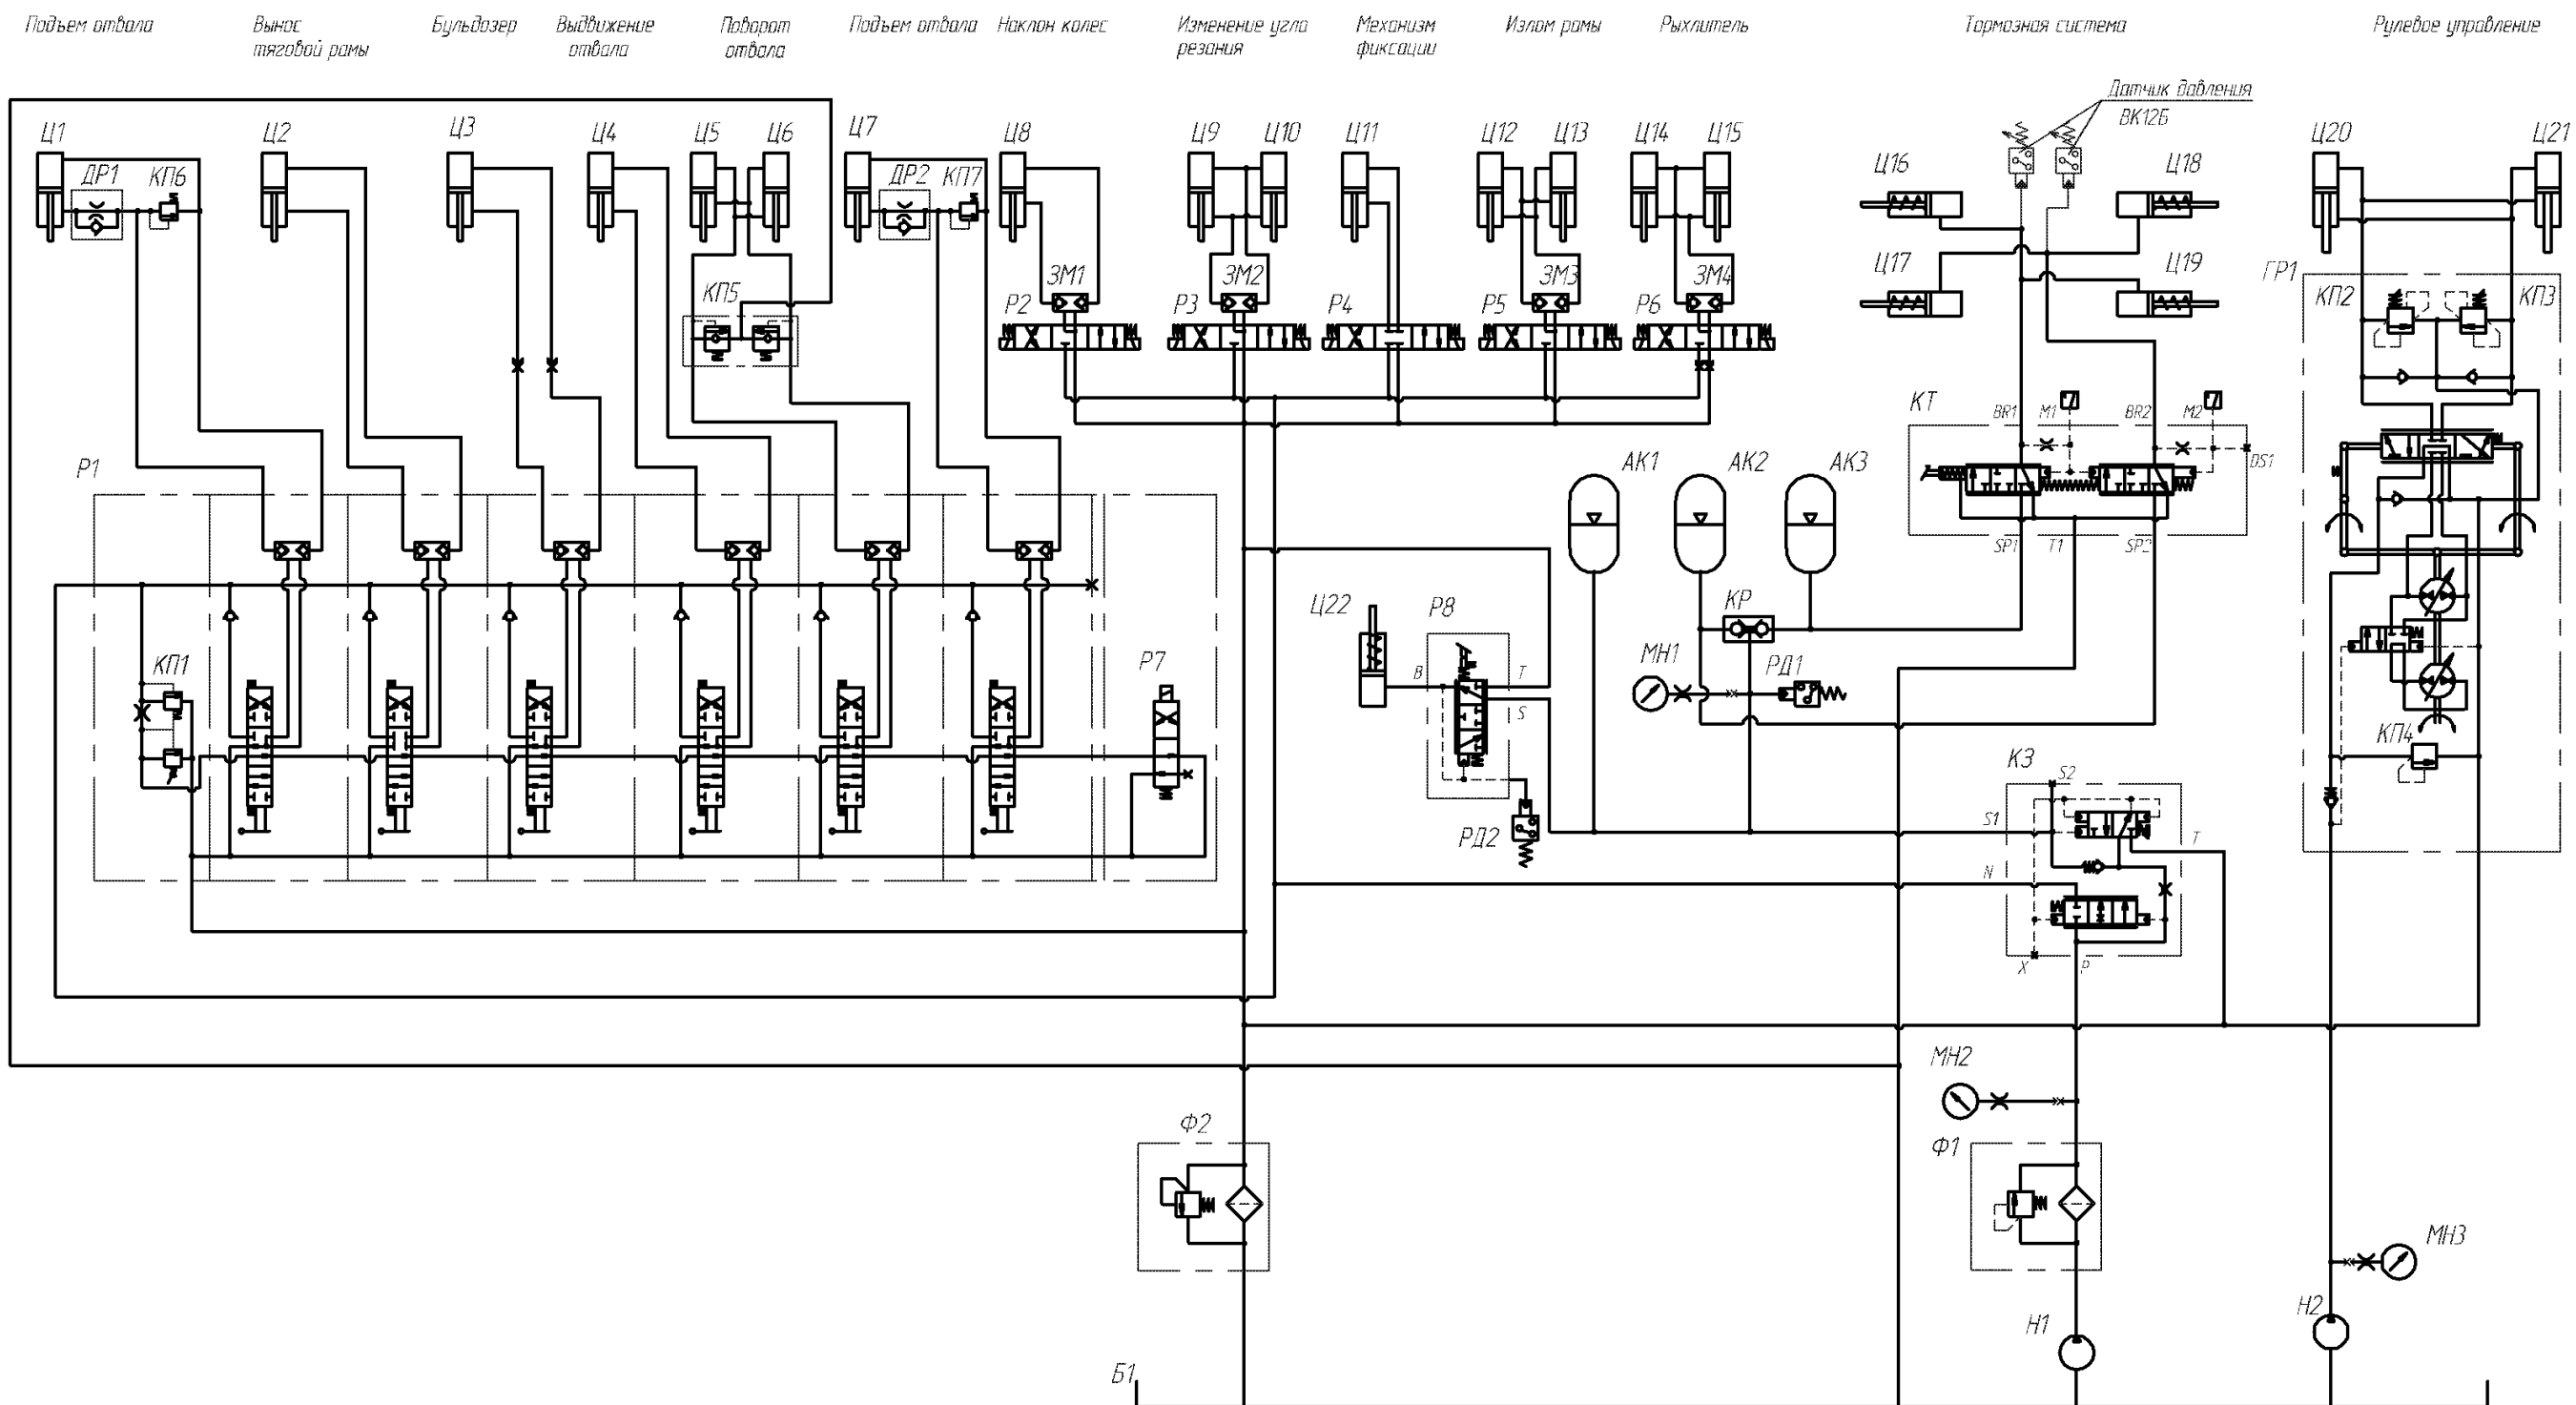 Подъем отвала
Вынос
тяговой рамы
Бульдозер
Выдвижение
отвала
Поворот
отвала
Подъем отвала
Наклон колес
Изменение угла
резания
Механизм
фиксации
Излом рамы
Рыхлитель
Тормозная система
Рулевое управление
Датчик давления
ВК12Б
Ц1
Ц2
Ц3
Ц4
Ц5
Ц6
Ц7
Ц8
Ц9
Ц10
Ц11
Ц12
Ц13
Ц14
Ц15
Ц16
Ц18
Ц20
Ц21
ДР1
КП6
ДР2
КП7
Ц17
Ц19
ГР1
КП5
ЗМ1
ЗМ2
ЗМ3
ЗМ4
Р2
Р3
Р4
Р5
Р6
КП2
КП3
КТ
BR1
M1
BR2
M2
DS1
Р1
АК1
АК2
АК3
SP1
T1
SP2
Ц22
Р8
КР
МН1
РД1
B
T
S
КП1
Р7
КП4
КЗ
S2
S1
T
РД2
N
X
P
МН2
Ф2
Ф1
МН3
Н1
Н2
Б1